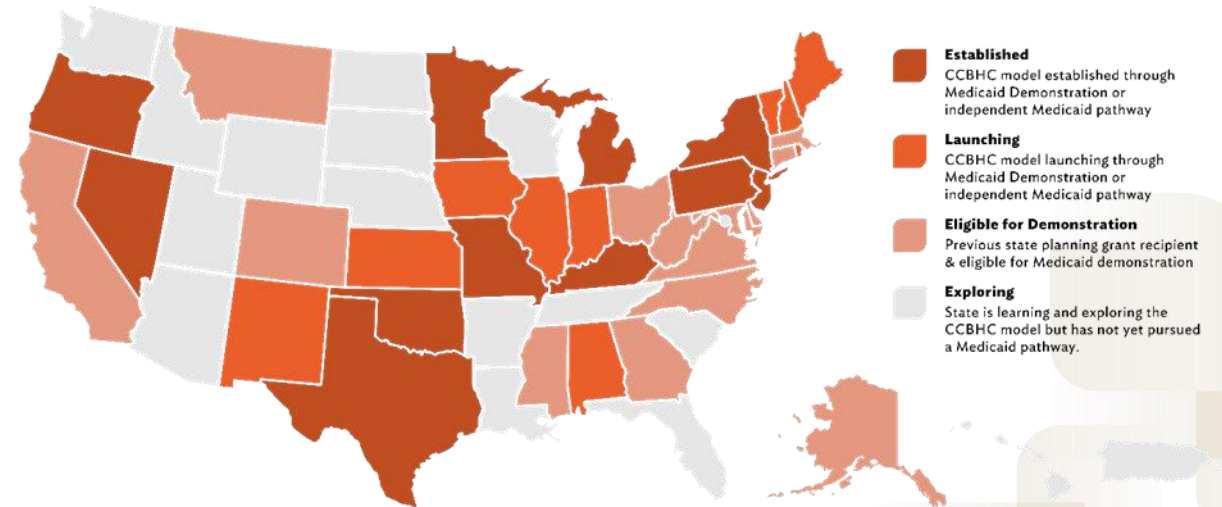 Established
CCBHC model established through
Medicaid Demonstration or
independent Medicaid pathway
Launching
CCBHC model launching through
Medicaid Demonstration or
independent Medicaid pathway
Eligible for Demonstration
Previous state planning grant recipient
& eligible for Medicaid demonstration
Exploring
State is learning and exploring the
CCBHC model but has not yet pursued
a Medicaid pathway.